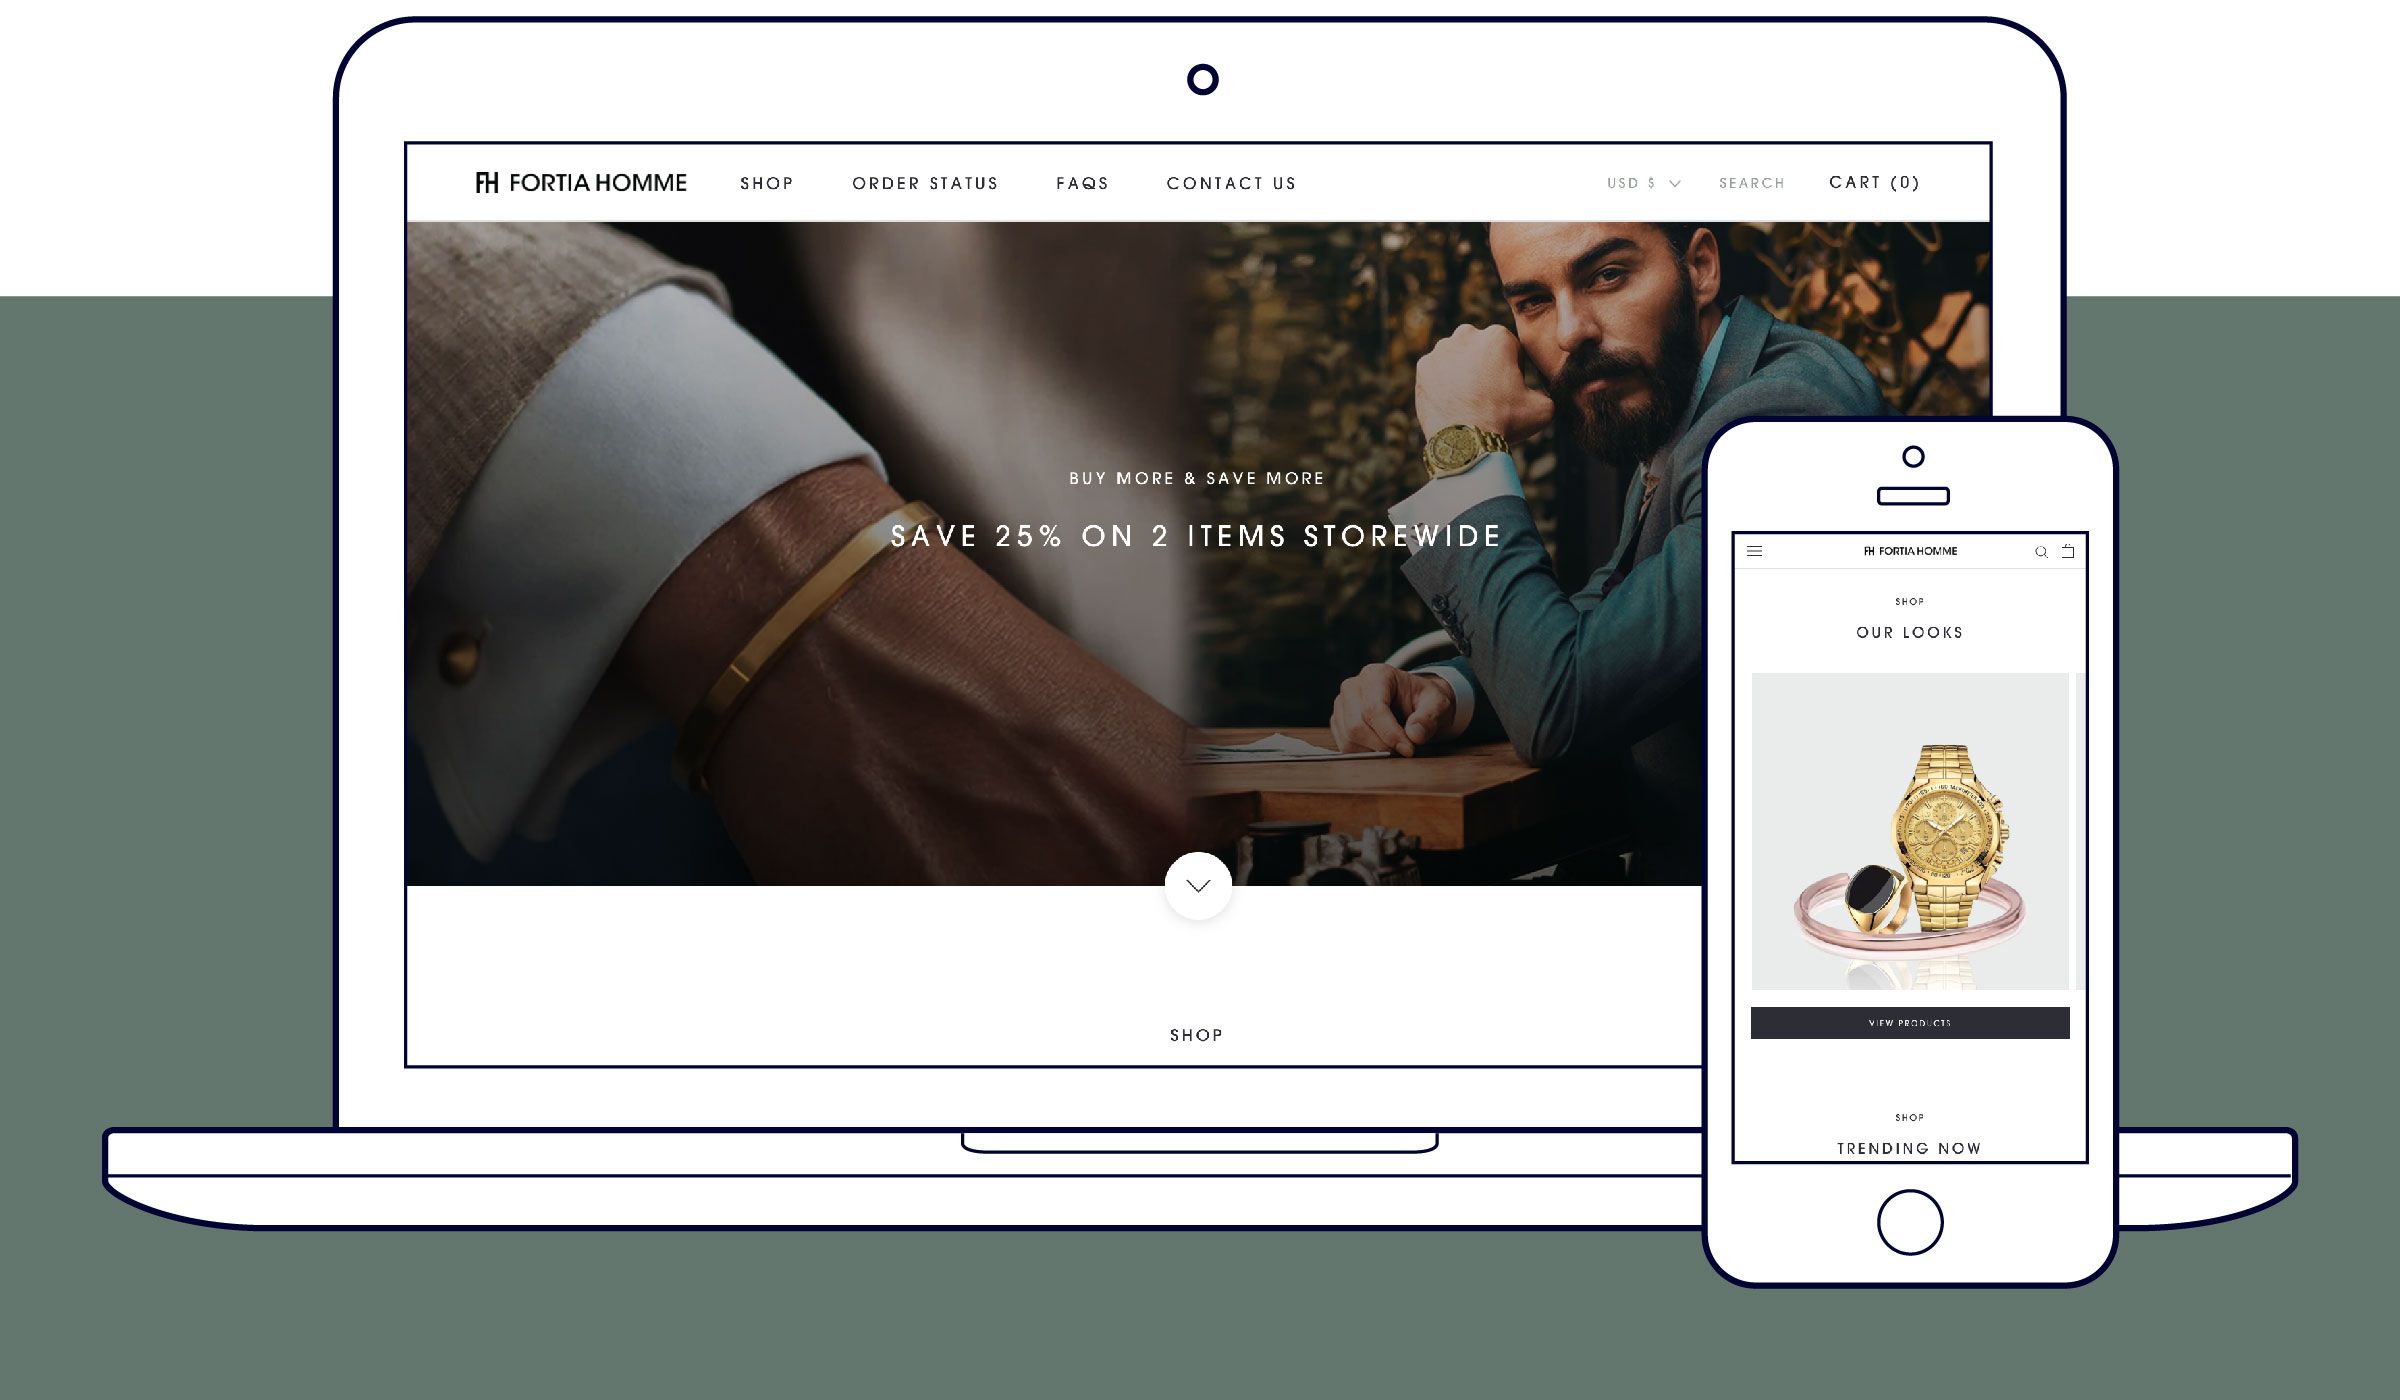 FH FORTIA HOMME SHOP ORDER STATUS FAQS CONTACT US USD $ SEARCH CART (0)
BUY MORE & SAVE MORE
SAVE 25% ON 2 ITEMS STOREWIDE
SHOP
FH FORTIA HOMME
SHOP
OUR LOOKS
VIEW PRODUCTS
SHOP
TRENDING NOW